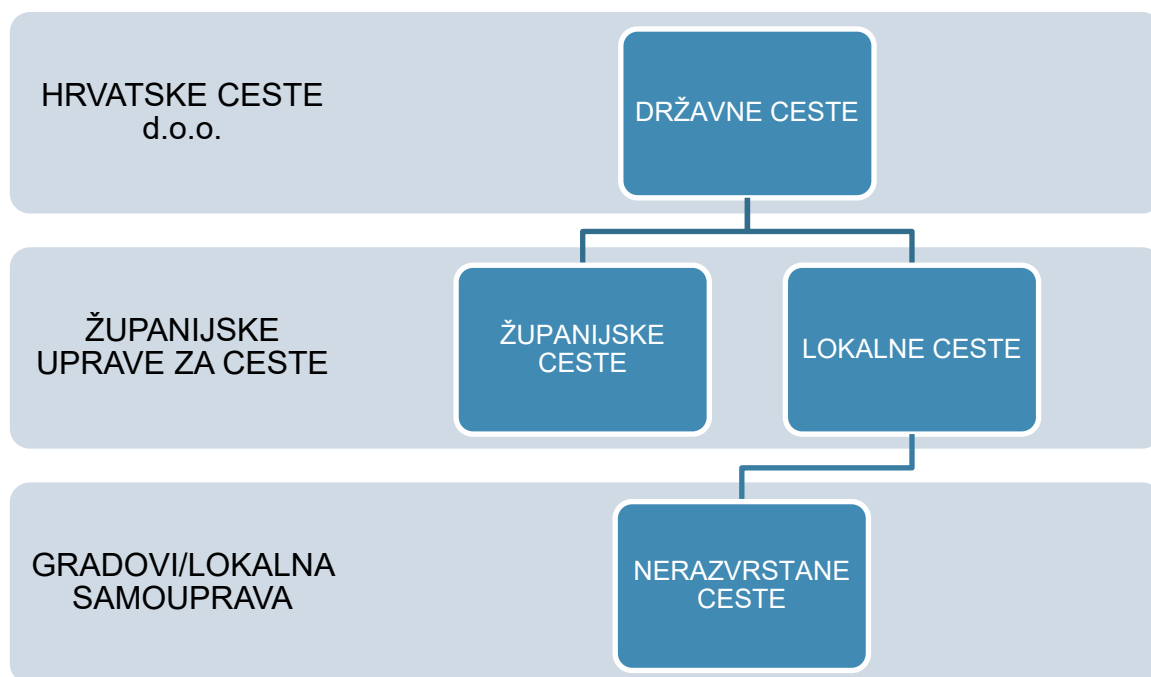 HRVATSKE CESTE
d.o.o.
DRŽAVNE CESTE
ŽUPANIJSKE
UPRAVE ZA CESTE
ŽUPANIJSKE
CESTE
LOKALNE CESTE
GRADOVI/LOKALNA
SAMOUPRAVA
NERAZVRSTANE
CESTE